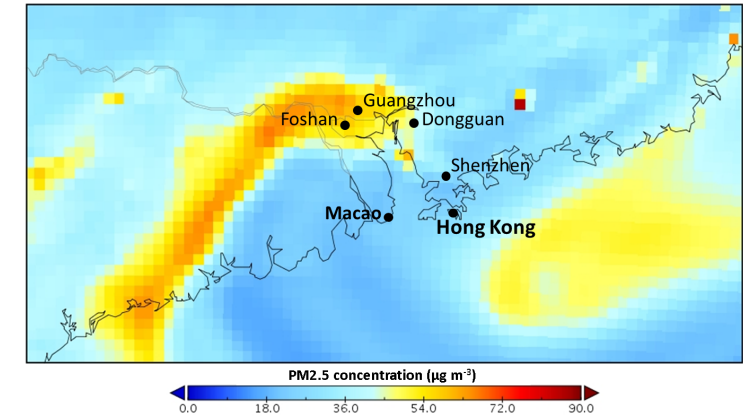 Guangzhou
Foshan
Dongguan
Shenzhen
Macao
Hong Kong
PM2.5 concentration (µg m⁻³)
0.0 18.0 36.0 54.0 72.0 90.0